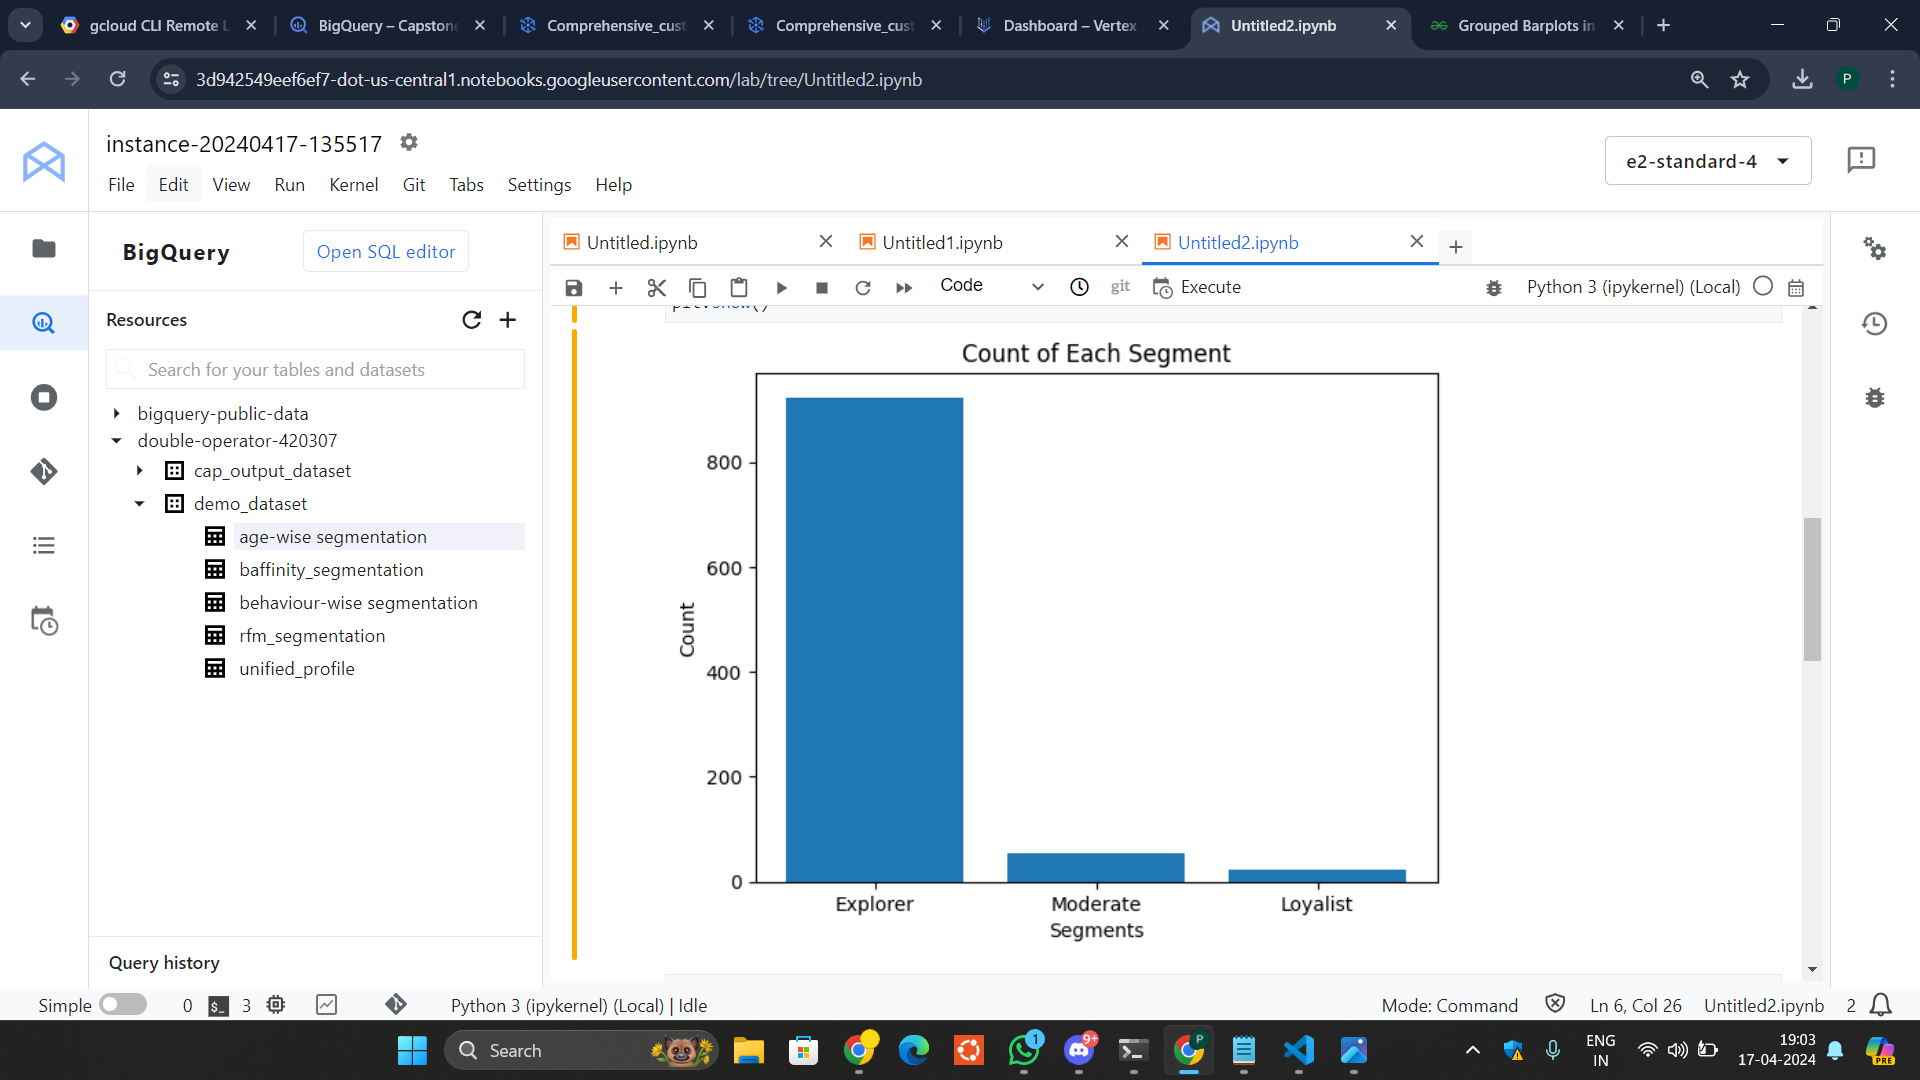 gcloud CLI Remote L
BigQuery – Capstone
Comprehensive_cust
Comprehensive_cust
Dashboard – Vertex
Untitled2.ipynb
Grouped Barplots in
3d942549eef6ef7-dot-us-central1.notebooks.googleusercontent.com/lab/tree/Untitled2.ipynb
P
instance-20240417-135517
e2-standard-4
File Edit View Run Kernel Git Tabs Settings Help
BigQuery
Open SQL editor
Resources
Search for your tables and datasets
bigquery-public-data
double-operator-420307
cap_output_dataset
demo_dataset
age-wise segmentation
baffinity_segmentation
behaviour-wise segmentation
rfm_segmentation
unified_profile
Query history
Untitled.ipynb
Untitled1.ipynb
Untitled2.ipynb
Code
git
Execute
Python 3 (ipykernel) (Local)
plt.show()
Count of Each Segment
800
600
400
200
0
Count
Explorer
Moderate
Loyalist
Segments
Simple
0
3
Python 3 (ipykernel) (Local) | Idle
Mode: Command
Ln 6, Col 26
Untitled2.ipynb
2
Search
1
9+
P
ENG
IN
19:03
17-04-2024
PRE